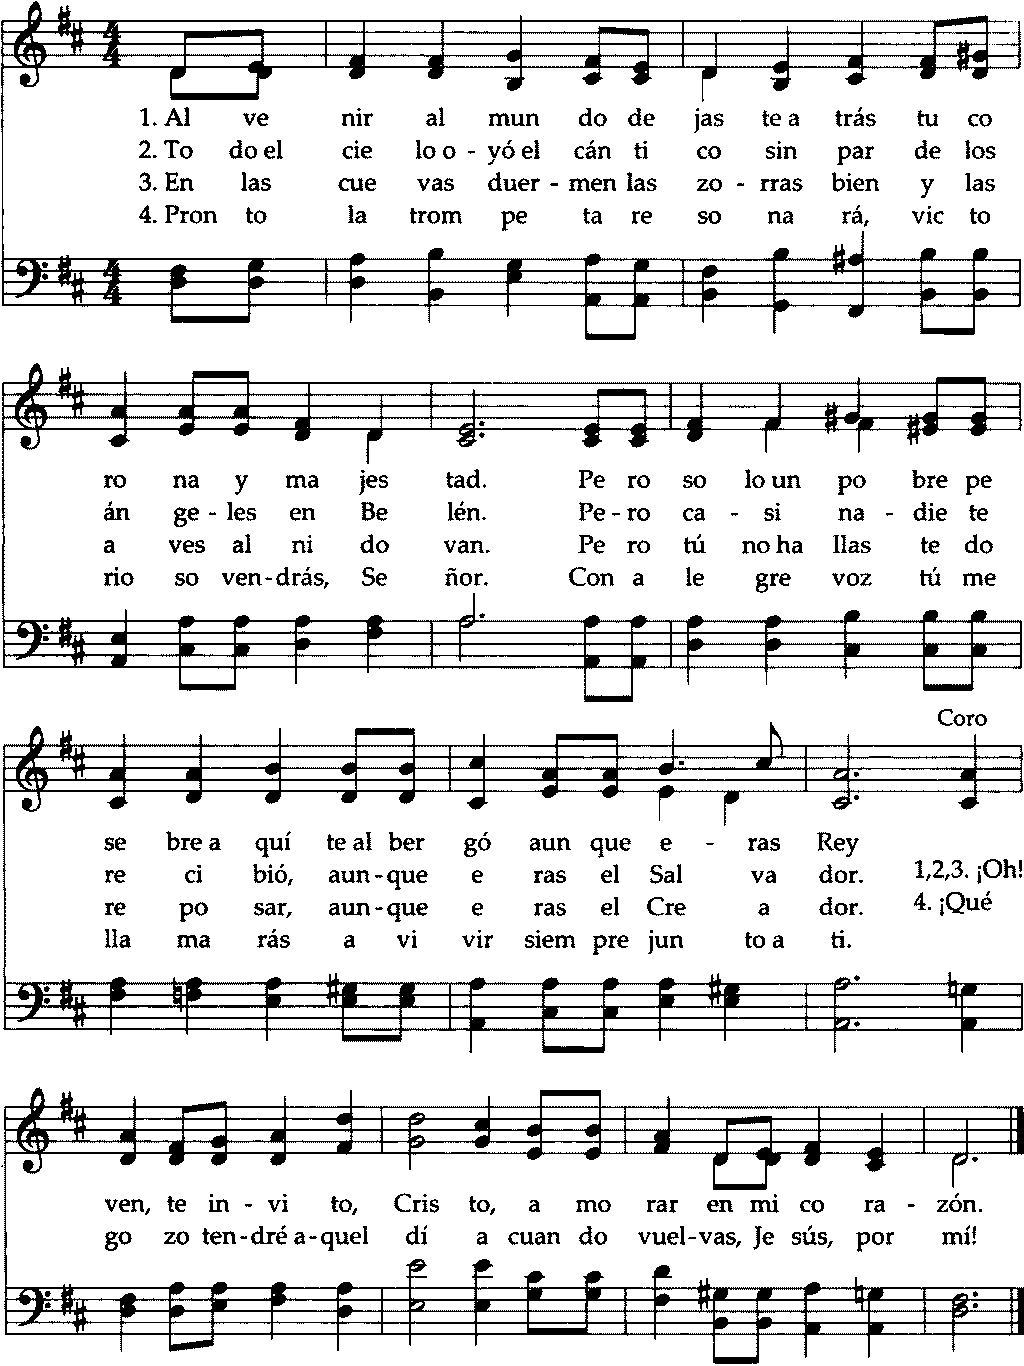 1. Al ve nir al mun do de jas te a trás tu co
2. To do el cie lo o - yó el cán ti co sin par de los
3. En las cue vas duer - men las zo - rras bien y las
4. Pron to la trom pe ta re so na rá, vic to
ro na y ma jes tad. Pe ro so lo un po bre pe
án ge - les en Be lén. Pe - ro ca - si na - die te
a ves al ni do van. Pe ro tú no ha llas te do
rio so ven - drás, Se ñor. Con a le gre voz tú me
Coro
se bre a quí te al ber gó aun que e - ras Rey
re ci bió, aun - que e ras el Sal va dor. 1,2,3. ¡Oh!
re po sar, aun - que e ras el Cre a dor. 4. ¡Qué
lla ma rás a vi vir siem pre jun to a ti.
ven, te in - vi to, Cris to, a mo rar en mi co ra - zón.
go zo ten - dré a - quel dí a cuan do vuel - vas, Je sús, por mí!